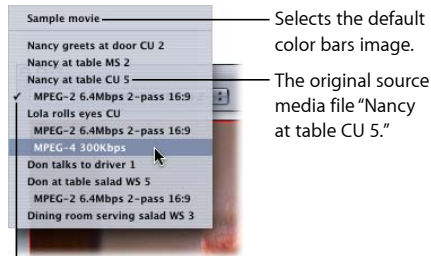 Sample movie
Selects the default
color bars image.
Nancy greets at door CU 2
Nancy at table MS 2
Nancy at table CU 5
The original source
media file “Nancy
at table CU 5.”
✓ MPEG-2 6.4Mbps 2-pass 16:9
Lola rolls eyes CU
MPEG-2 6.4Mbps 2-pass 16:9
MPEG-4 300Kbps
Don talks to driver 1
Don at table salad WS 5
MPEG-2 6.4Mbps 2-pass 16:9
Dining room serving salad WS 3